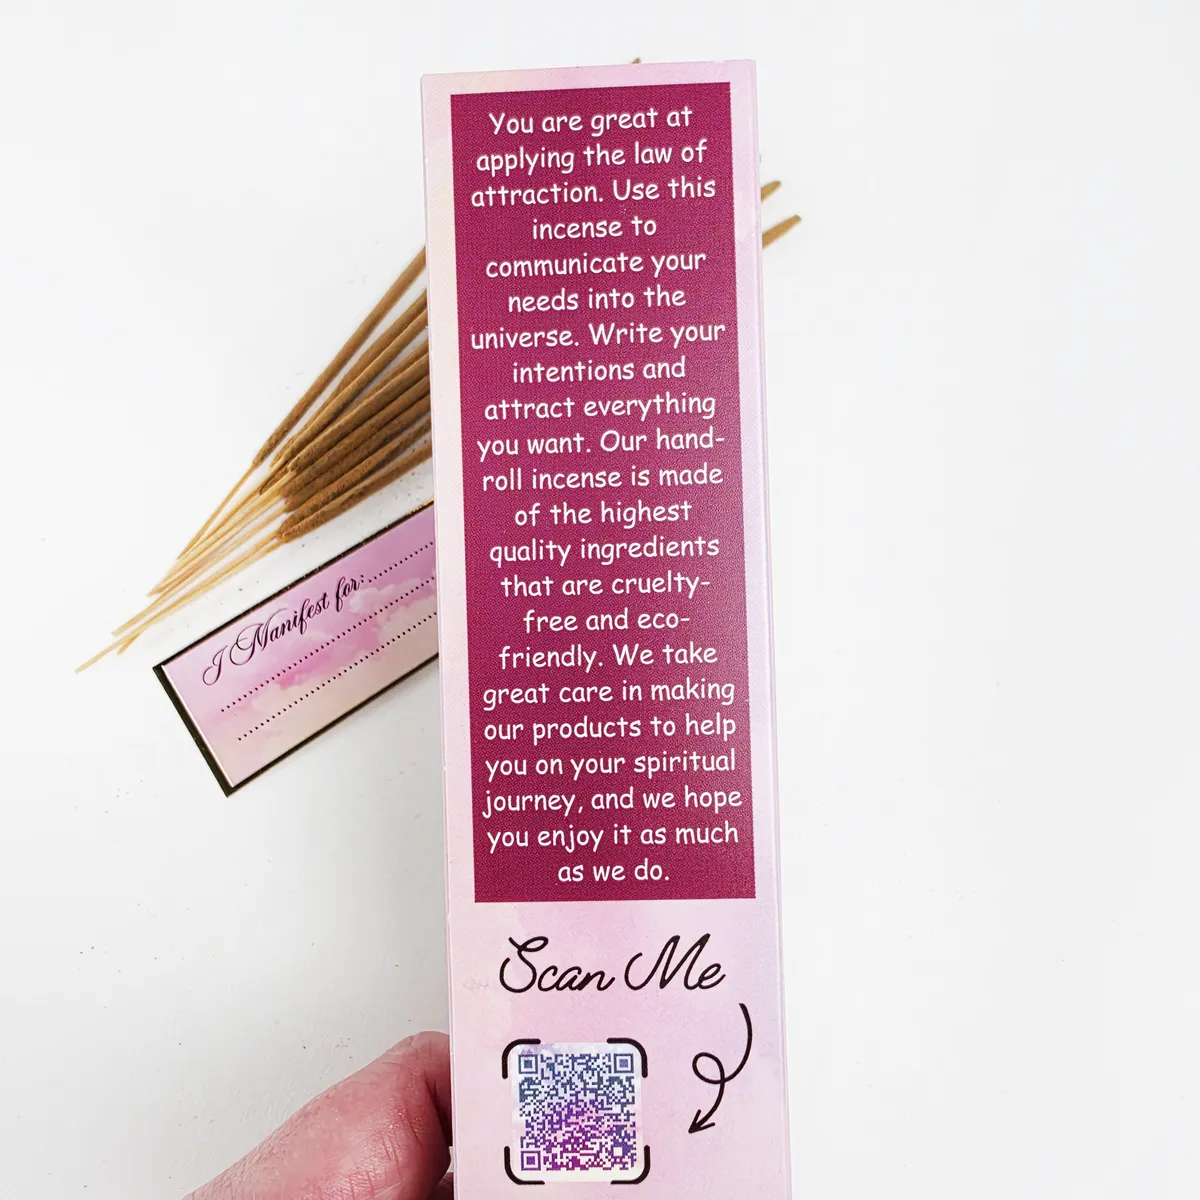 You are great at
applying the law of
attraction. Use this
incense to
communicate your
needs into the
universe. Write your
intentions and
attract everything
you want. Our hand-
roll incense is made
of the highest
quality ingredients
that are cruelty-
free and eco-
friendly. We take
great care in making
our products to help
you on your spiritual
journey, and we hope
you enjoy it as much
as we do.
Scan Me
I Manifest for: